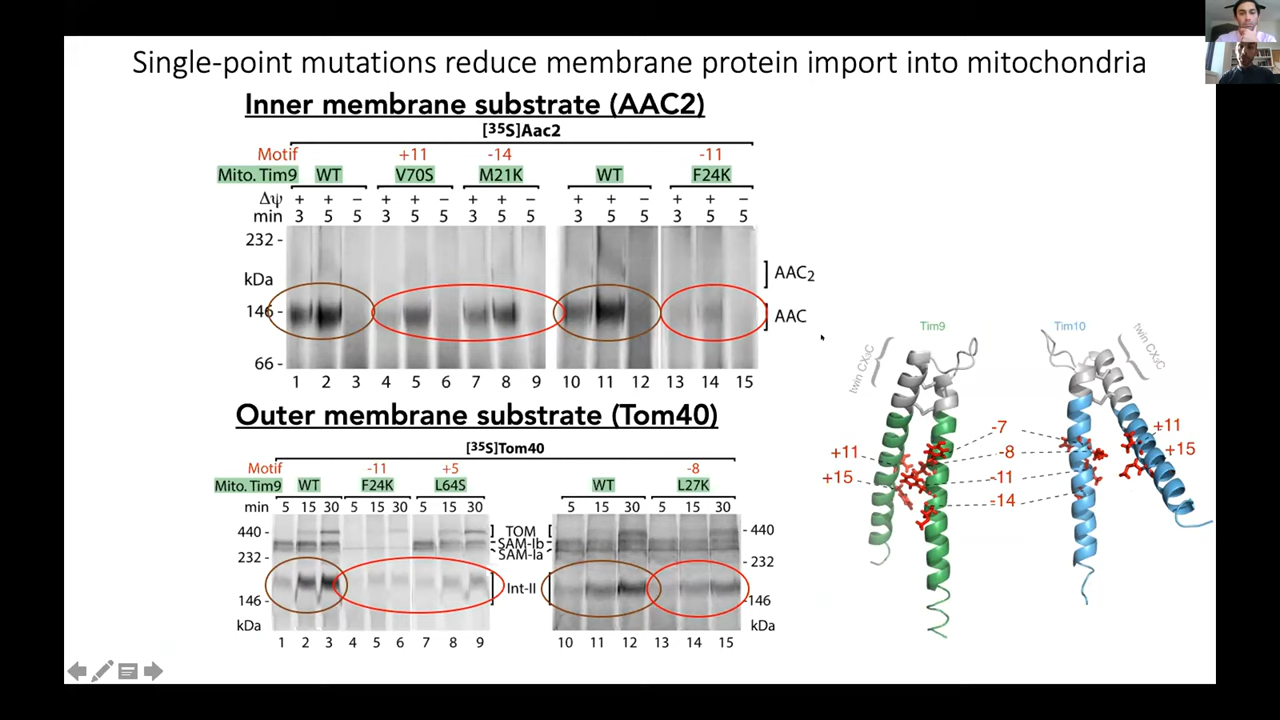 Single-point mutations reduce membrane protein import into mitochondria
Inner membrane substrate (AAC2)
[³⁵S]Aac2
Motif +11 -14 -11
Mito. Tim9 WT V70S M21K WT F24K
Δψ + + − + + − + + − + + − + + −
min 3 5 5 3 5 5 3 5 5 3 5 5 3 5 5
232 -
kDa
AAC₂
146 -
AAC
66 -
1 2 3 4 5 6 7 8 9 10 11 12 13 14 15
Outer membrane substrate (Tom40)
[³⁵S]Tom40
Motif -11 +5 -8
Mito. Tim9 WT F24K L64S WT L27K
min 5 15 30 5 15 30 5 15 30 5 15 30 5 15 30
440 - TOM - 440
SAM-Ib
SAM-Ia
232 - - 232
Int-II
146 - -146
kDa kDa
1 2 3 4 5 6 7 8 9 10 11 12 13 14 15
Tim9 Tim10
twin CX₃C twin CX₃C
-7
+11 -8 +11
+15 -11 +15
-14